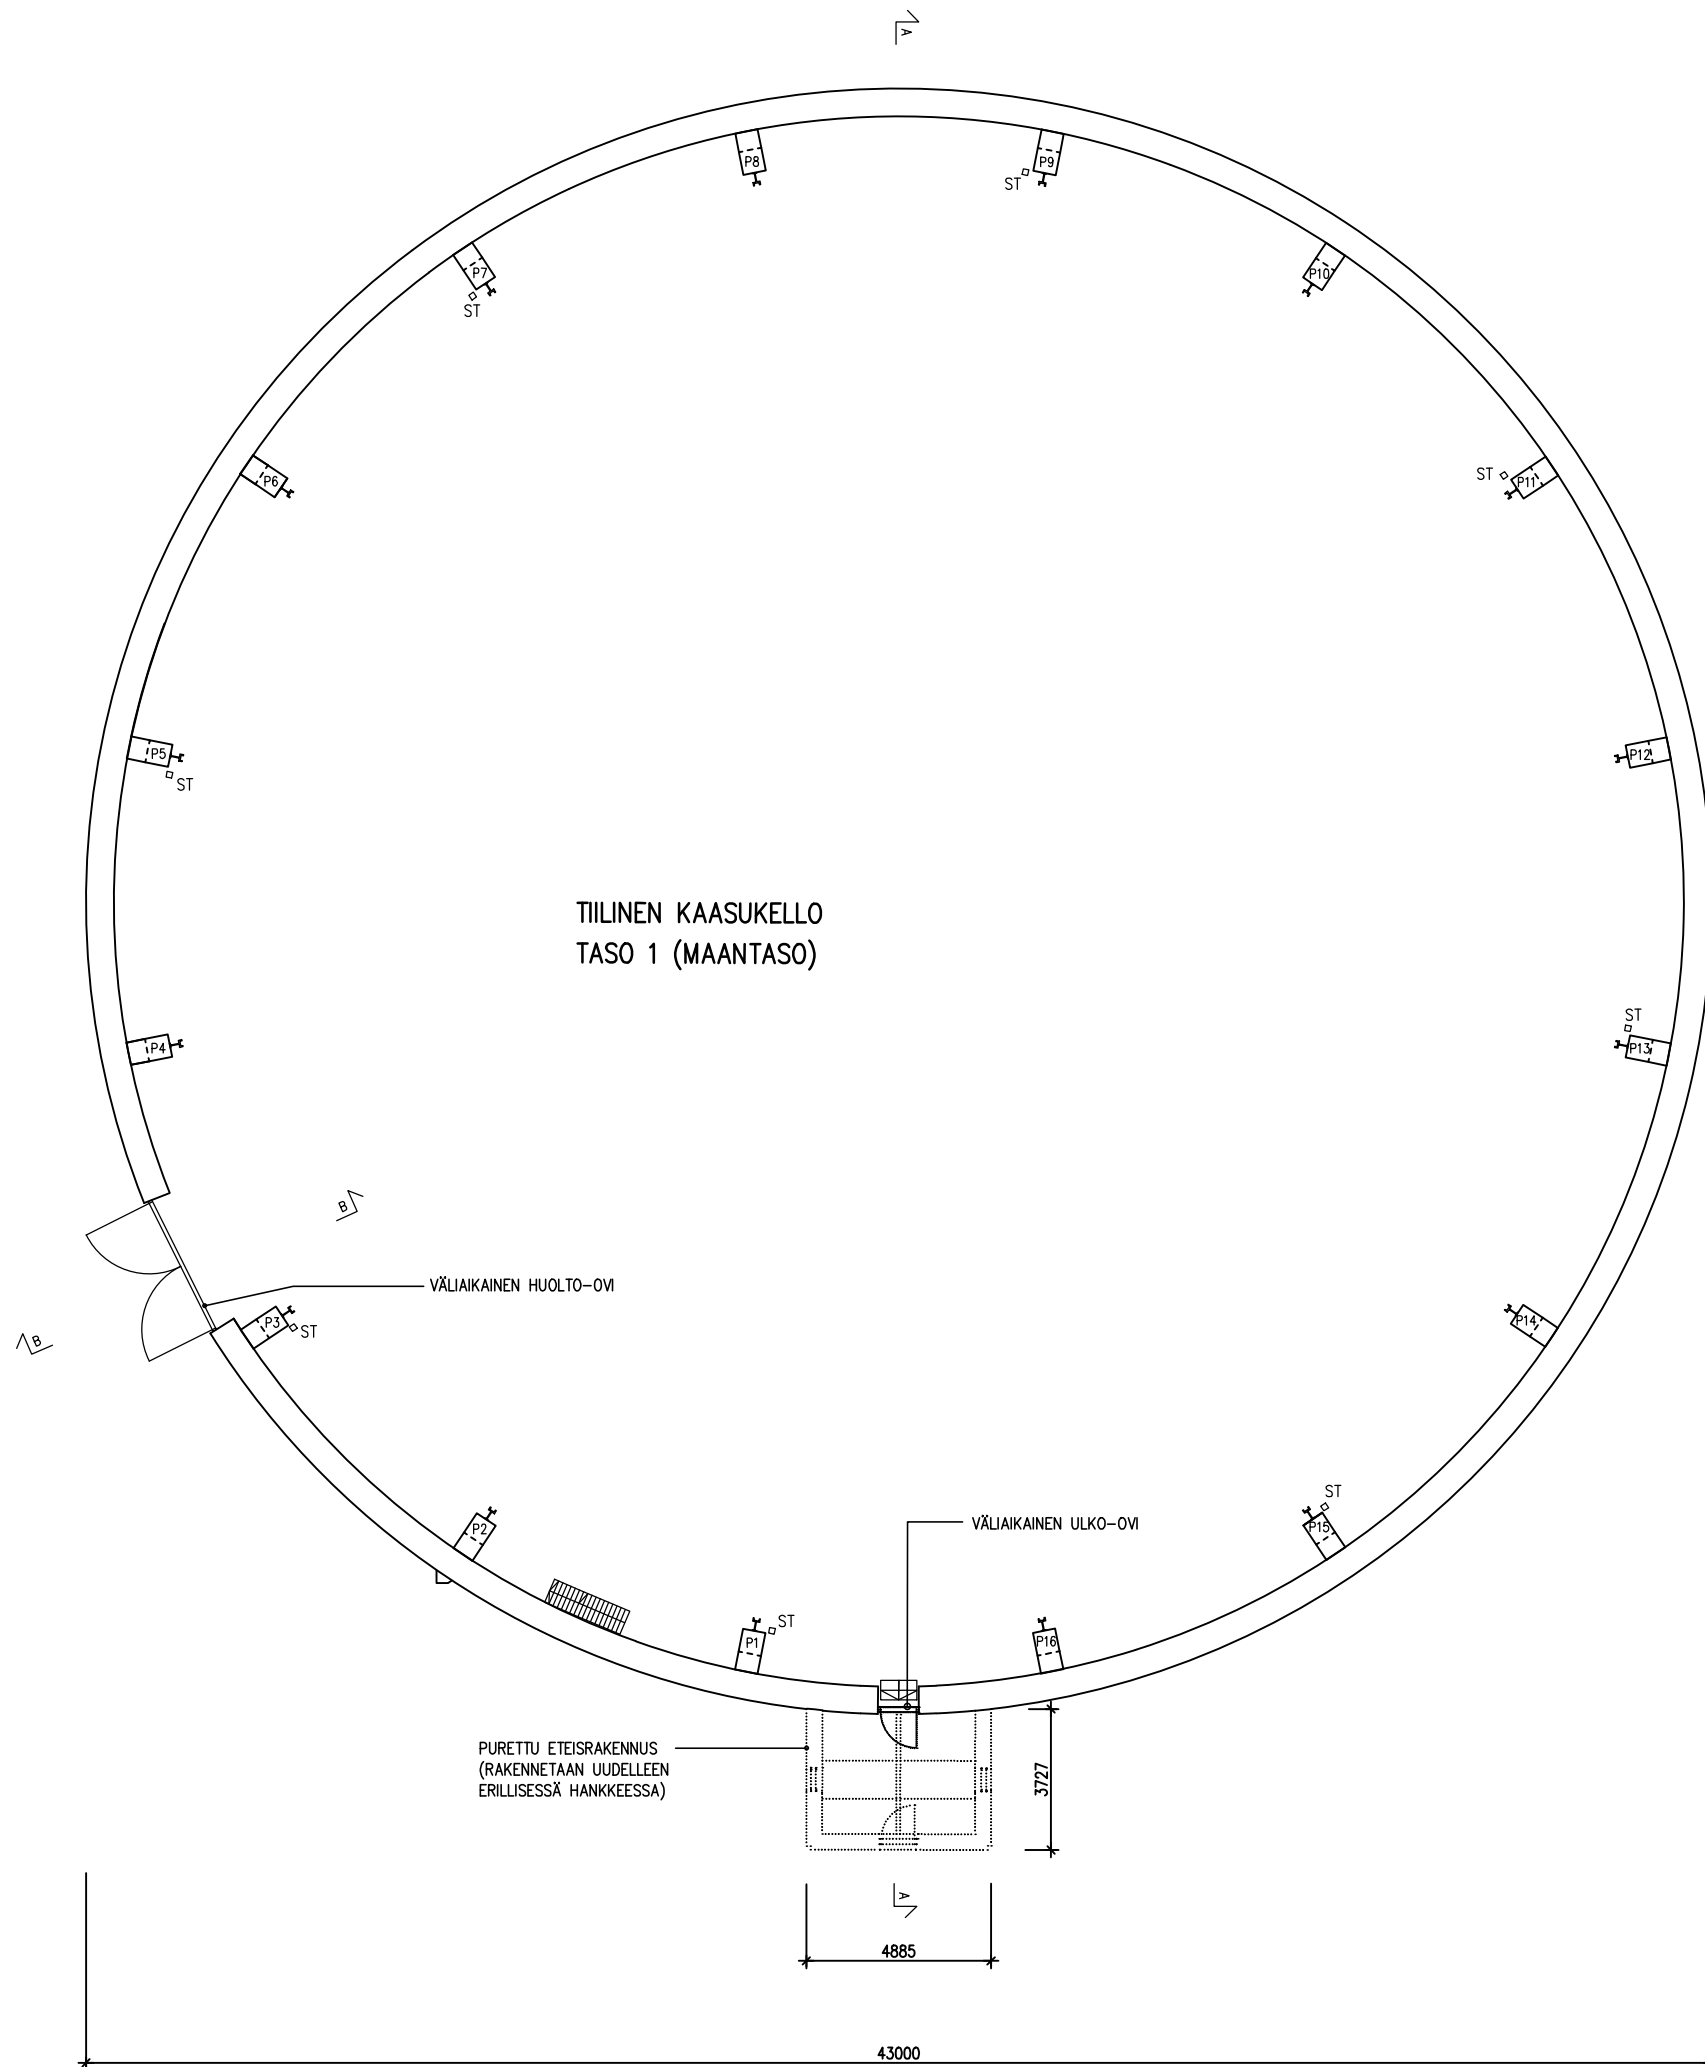 A
P8
P9
ST
P7
ST
P10
P6
ST
P11
P5
ST
P12
TIILINEN KAASUKELLO
TASO 1 (MAANTASO)
ST
P4
P13
B
VÄLIAIKAINEN HUOLTO-OVI
P3
ST
B
P14
ST
P2
VÄLIAIKAINEN ULKO-OVI
P15
P1
ST
P16
PURETTU ETEISRAKENNUS
(RAKENNETAAN UUDELLEEN
ERILLISESSÄ HANKKEESSA)
3727
A
4885
43000